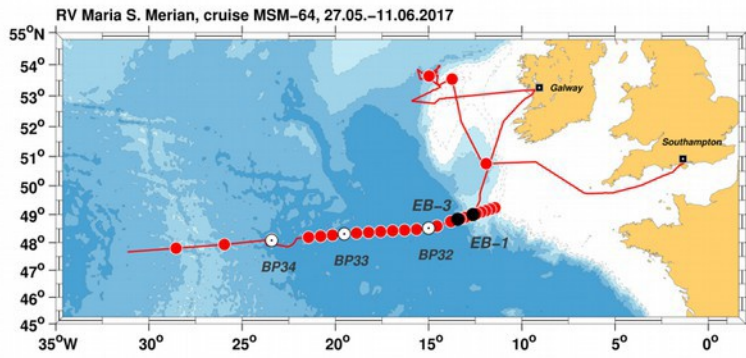 RV Maria S. Merian, cruise MSM-64, 27.05.-11.06.2017
55°N
54°
53°
52°
51°
50°
49°
48°
47°
46°
45°
Galway
Southampton
EB-3
EB-1
BP34
BP33
BP32
35°W
30°
25°
20°
15°
10°
5°
0°